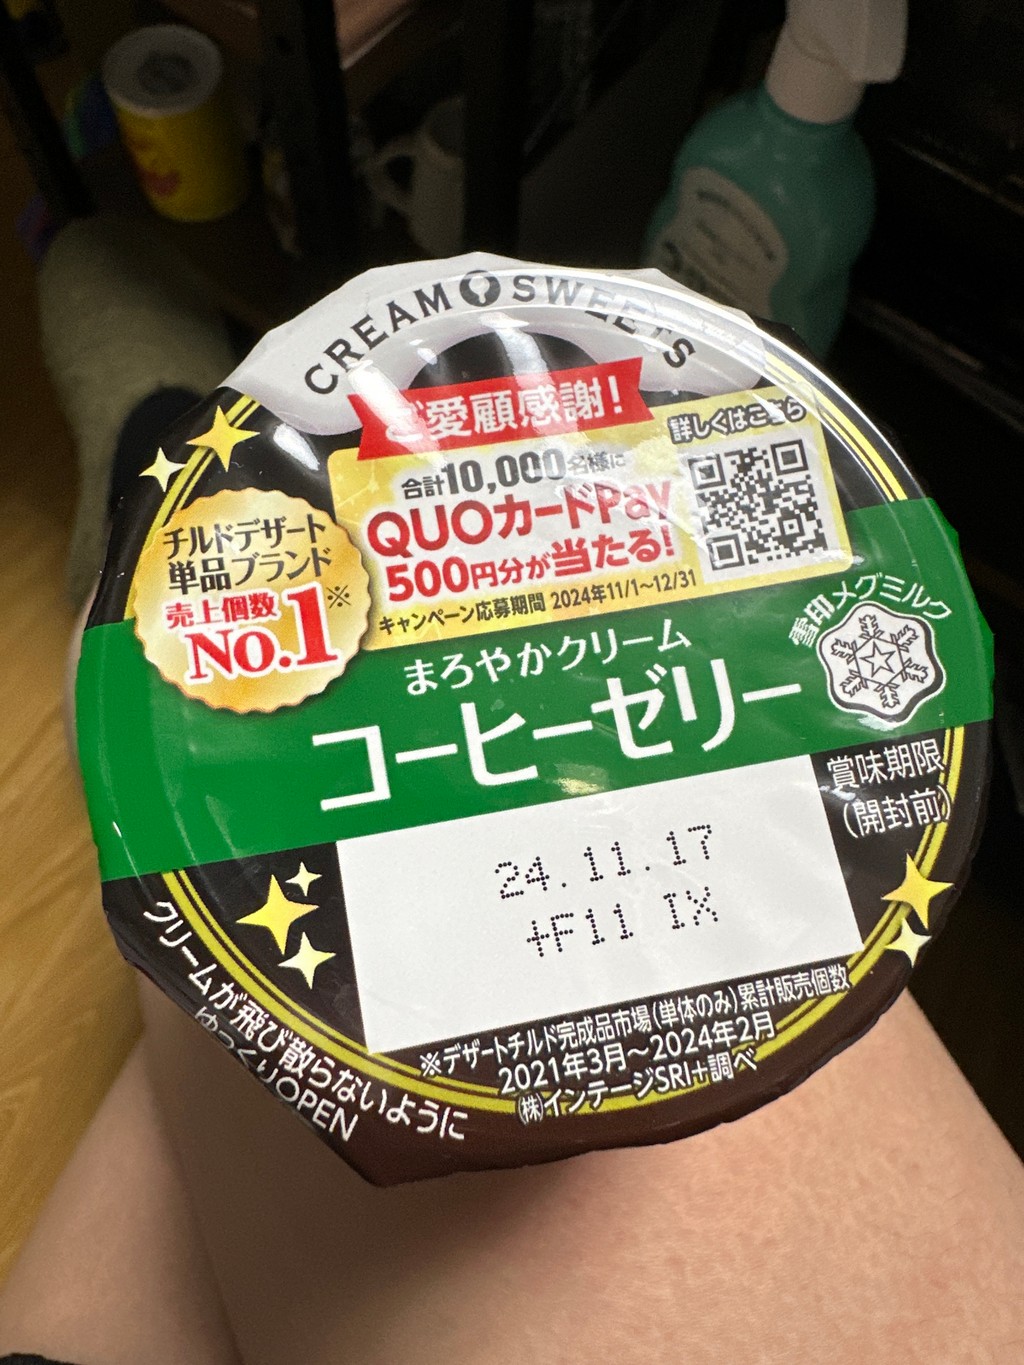 CREAM SWEETS
ご愛顧感謝！
合計10,000名様に
QUOカードPay
500円分が当たる！
キャンペーン応募期間 2024年11/1～12/31
詳しくはこちら
チルドデザート
単品ブランド
売上個数※
No.1
雪印メグミルク
まろやかクリーム
コーヒーゼリー
賞味期限
（開封前）
24.11.17
+F11 IX
※デザートチルド完成品市場（単体のみ）累計販売個数
2021年3月～2024年2月
㈱インテージSRI+調べ
クリームが飛び散らないように
ゆっくりOPEN